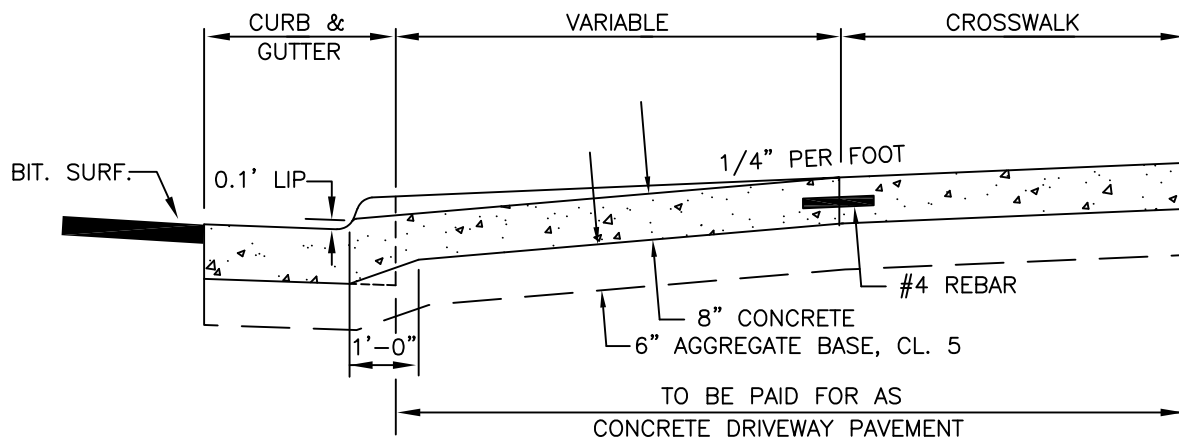 CURB &
GUTTER
VARIABLE
CROSSWALK
BIT. SURF.
0.1' LIP
1/4" PER FOOT
#4 REBAR
8" CONCRETE
6" AGGREGATE BASE, CL. 5
1'-0"
TO BE PAID FOR AS
CONCRETE DRIVEWAY PAVEMENT